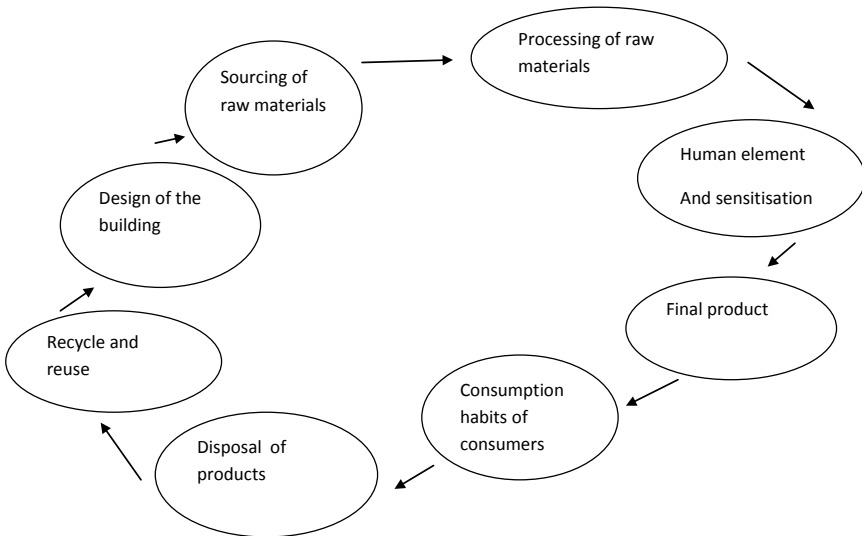 Processing of raw
materials
Sourcing of
raw materials
Human element
And sensitisation
Design of the
building
Final product
Recycle and
reuse
Consumption
habits of
consumers
Disposal of
products